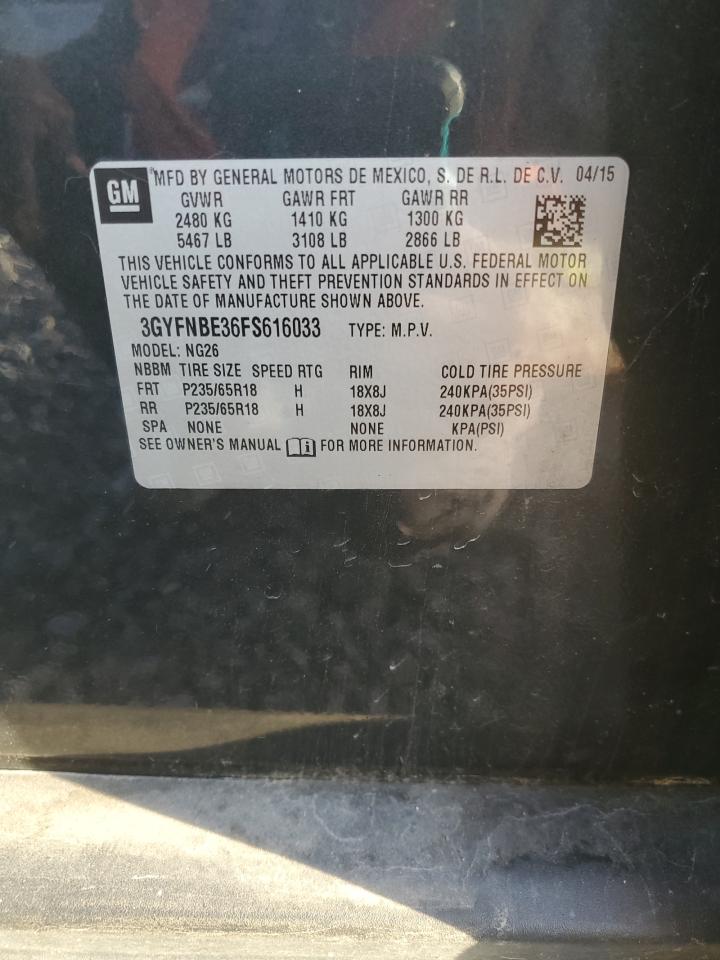 GM
MFD BY GENERAL MOTORS DE MEXICO, S. DE R.L. DE C.V. 04/15
GVWR GAWR FRT GAWR RR
2480 KG 1410 KG 1300 KG
5467 LB 3108 LB 2866 LB
THIS VEHICLE CONFORMS TO ALL APPLICABLE U.S. FEDERAL MOTOR
VEHICLE SAFETY AND THEFT PREVENTION STANDARDS IN EFFECT ON
THE DATE OF MANUFACTURE SHOWN ABOVE.
3GYFNBE36FS616033 TYPE: M.P.V.
MODEL: NG26
NBBM TIRE SIZE SPEED RTG RIM COLD TIRE PRESSURE
FRT P235/65R18 H 18X8J 240KPA(35PSI)
RR P235/65R18 H 18X8J 240KPA(35PSI)
SPA NONE NONE KPA(PSI)
SEE OWNER'S MANUAL FOR MORE INFORMATION.